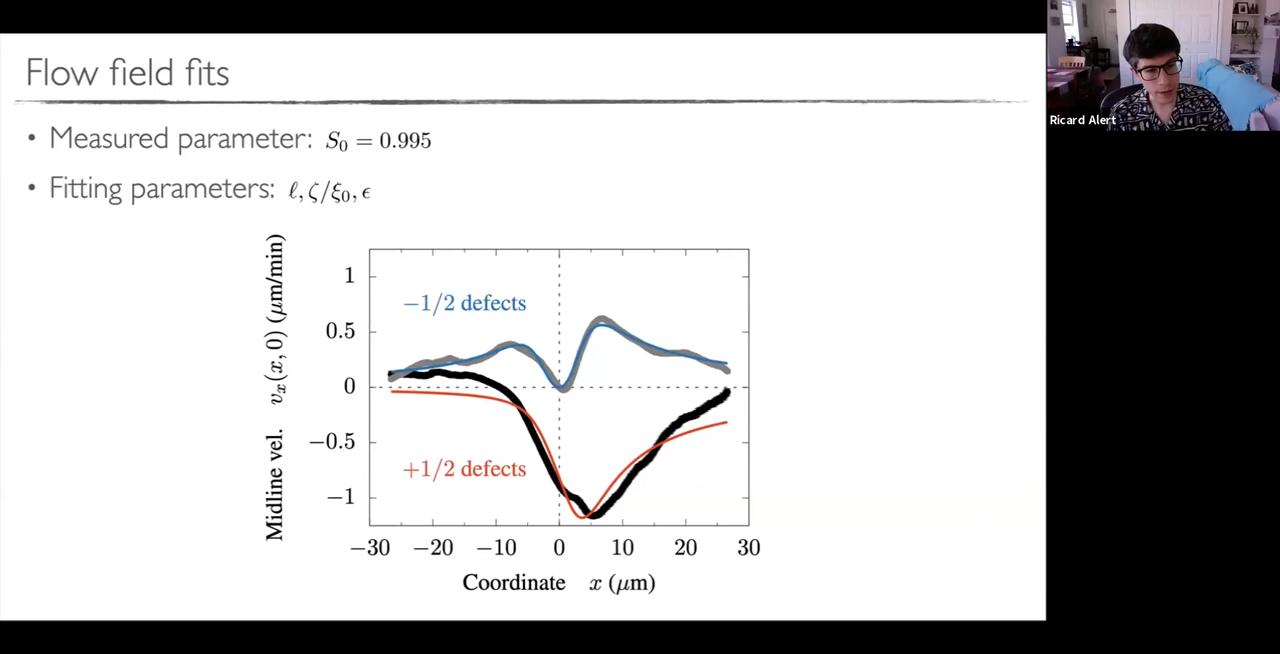 Flow field fits
• Measured parameter: S₀ = 0.995
• Fitting parameters: ℓ, ζ/ξ₀, ϵ
Midline vel. vₓ(x, 0) (μm/min)
1
0.5
0
−0.5
−1
−1/2 defects
+1/2 defects
−30 −20 −10 0 10 20 30
Coordinate x (μm)
Ricard Alert